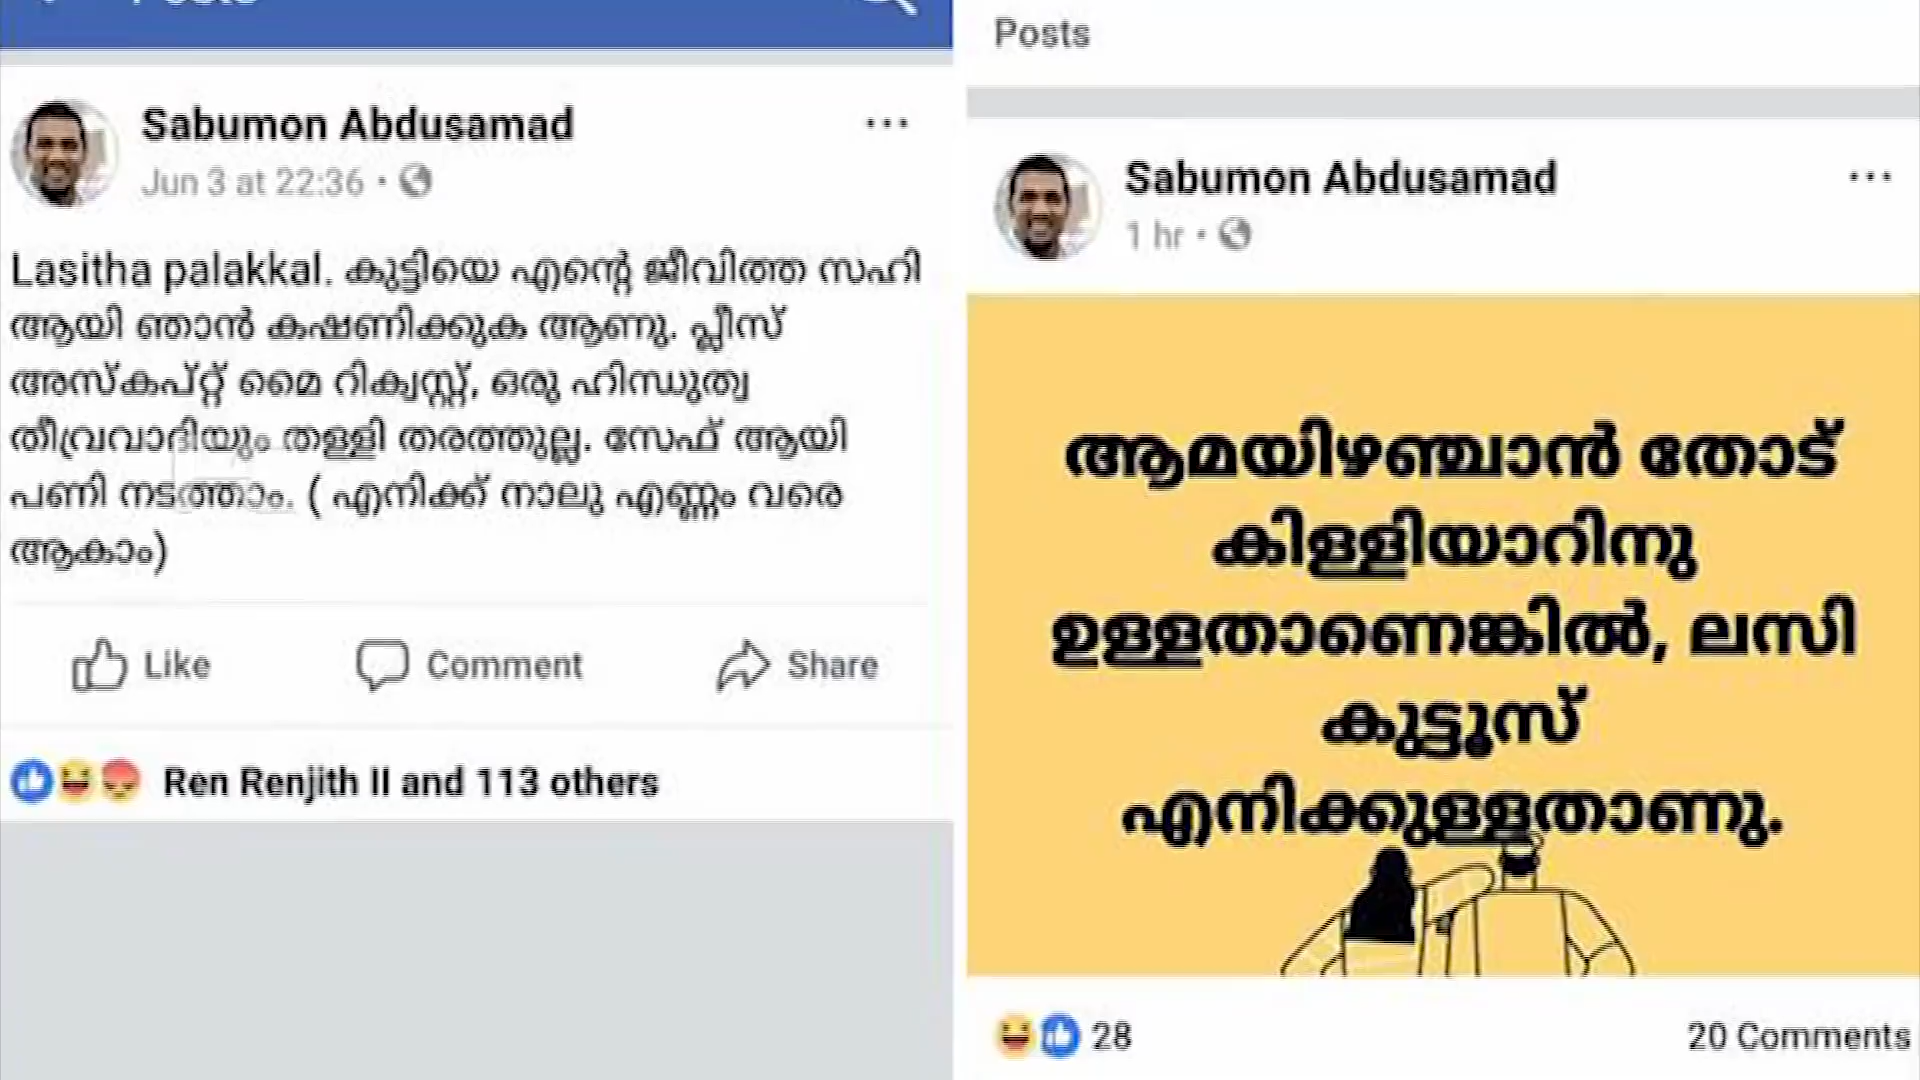 Sabumon Abdusamad
Jun 3 at 22:36 ·
Lasitha palakkal. കുട്ടിയെ എന്റെ ജീവിത്ത സഹി
ആയി ഞാൻ കഷണിക്കുക ആണു. പ്ലീസ്
അസ്കപ്റ്റ് മൈ റിക്വസ്റ്റ്, ഒരു ഹിന്ധുത്വ
തീവ്രവാദിയും തള്ളി തരത്തുല്ല. സേഫ് ആയി
പണി നടത്താം. ( എനിക്ക് നാലു എണ്ണം വരെ
ആകാം)
Like Comment Share
Ren Renjith II and 113 others
Posts
Sabumon Abdusamad
1 hr ·
ആമയിഴഞ്ചാൻ തോട്
കിള്ളിയാറിനു
ഉള്ളതാണെങ്കിൽ, ലസി
കുട്ടൂസ്
എനിക്കുള്ളതാണു.
28 20 Comments